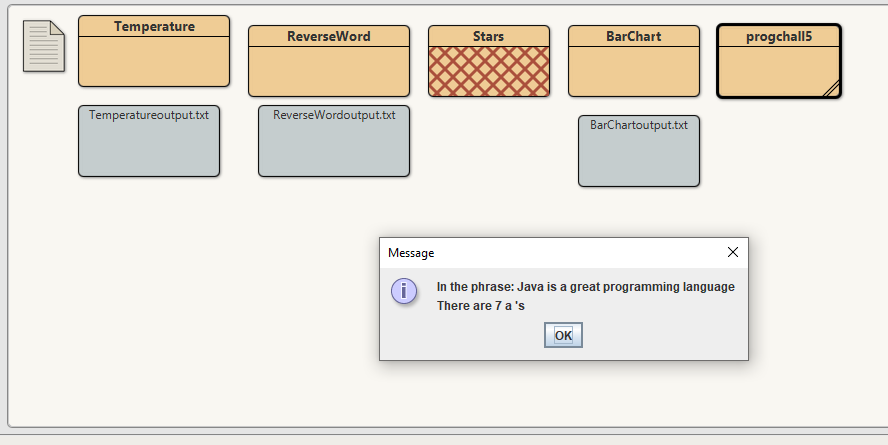 Temperature
ReverseWord
Stars
BarChart
progchall5
Temperatureoutput.txt
ReverseWordoutput.txt
BarChartoutput.txt
Message
In the phrase: Java is a great programming language
There are 7 a 's
OK